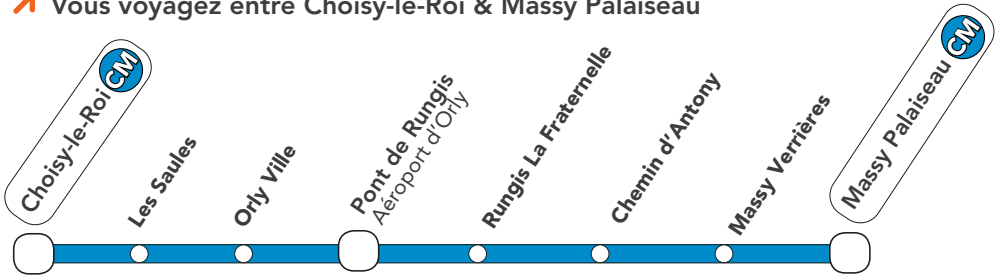 Vous voyagez entre Choisy-le-Roi & Massy Palaiseau
Choisy-le-Roi CM
Les Saules
Orly Ville
Pont de Rungis
Aéroport d'Orly
Rungis La Fraternelle
Chemin d'Antony
Massy Verrières
Massy Palaiseau CM